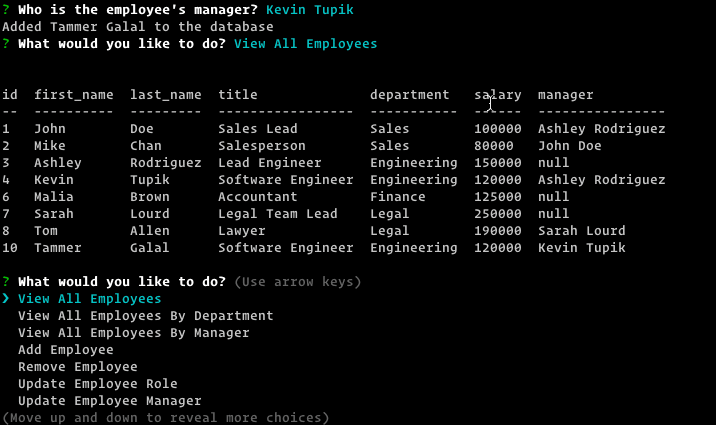 ? Who is the employee's manager? Kevin Tupik
Added Tammer Galal to the database
? What would you like to do? View All Employees
id  first_name  last_name  title              department   salary  manager
--  ----------  ---------  -----------------  -----------  ------  ----------------
1   John        Doe        Sales Lead         Sales        100000  Ashley Rodriguez
2   Mike        Chan       Salesperson        Sales        80000   John Doe
3   Ashley      Rodriguez  Lead Engineer      Engineering  150000  null
4   Kevin       Tupik      Software Engineer  Engineering  120000  Ashley Rodriguez
6   Malia       Brown      Accountant         Finance      125000  null
7   Sarah       Lourd      Legal Team Lead    Legal        250000  null
8   Tom         Allen      Lawyer             Legal        190000  Sarah Lourd
10  Tammer      Galal      Software Engineer  Engineering  120000  Kevin Tupik
? What would you like to do? (Use arrow keys)
❯ View All Employees
  View All Employees By Department
  View All Employees By Manager
  Add Employee
  Remove Employee
  Update Employee Role
  Update Employee Manager
(Move up and down to reveal more choices)